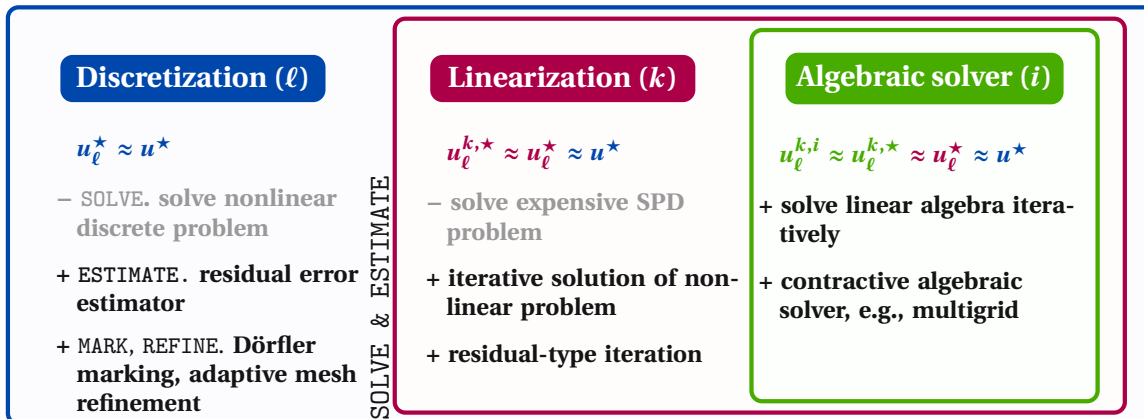 Discretization (ℓ)
u_ℓ^★ ≈ u^★
− SOLVE. solve nonlinear
discrete problem
+ ESTIMATE. residual error
estimator
+ MARK, REFINE. Dörfler
marking, adaptive mesh
refinement
SOLVE & ESTIMATE
Linearization (k)
u_ℓ^{k,★} ≈ u_ℓ^★ ≈ u^★
− solve expensive SPD
problem
+ iterative solution of non-
linear problem
+ residual-type iteration
Algebraic solver (i)
u_ℓ^{k,i} ≈ u_ℓ^{k,★} ≈ u_ℓ^★ ≈ u^★
+ solve linear algebra itera-
tively
+ contractive algebraic
solver, e.g., multigrid